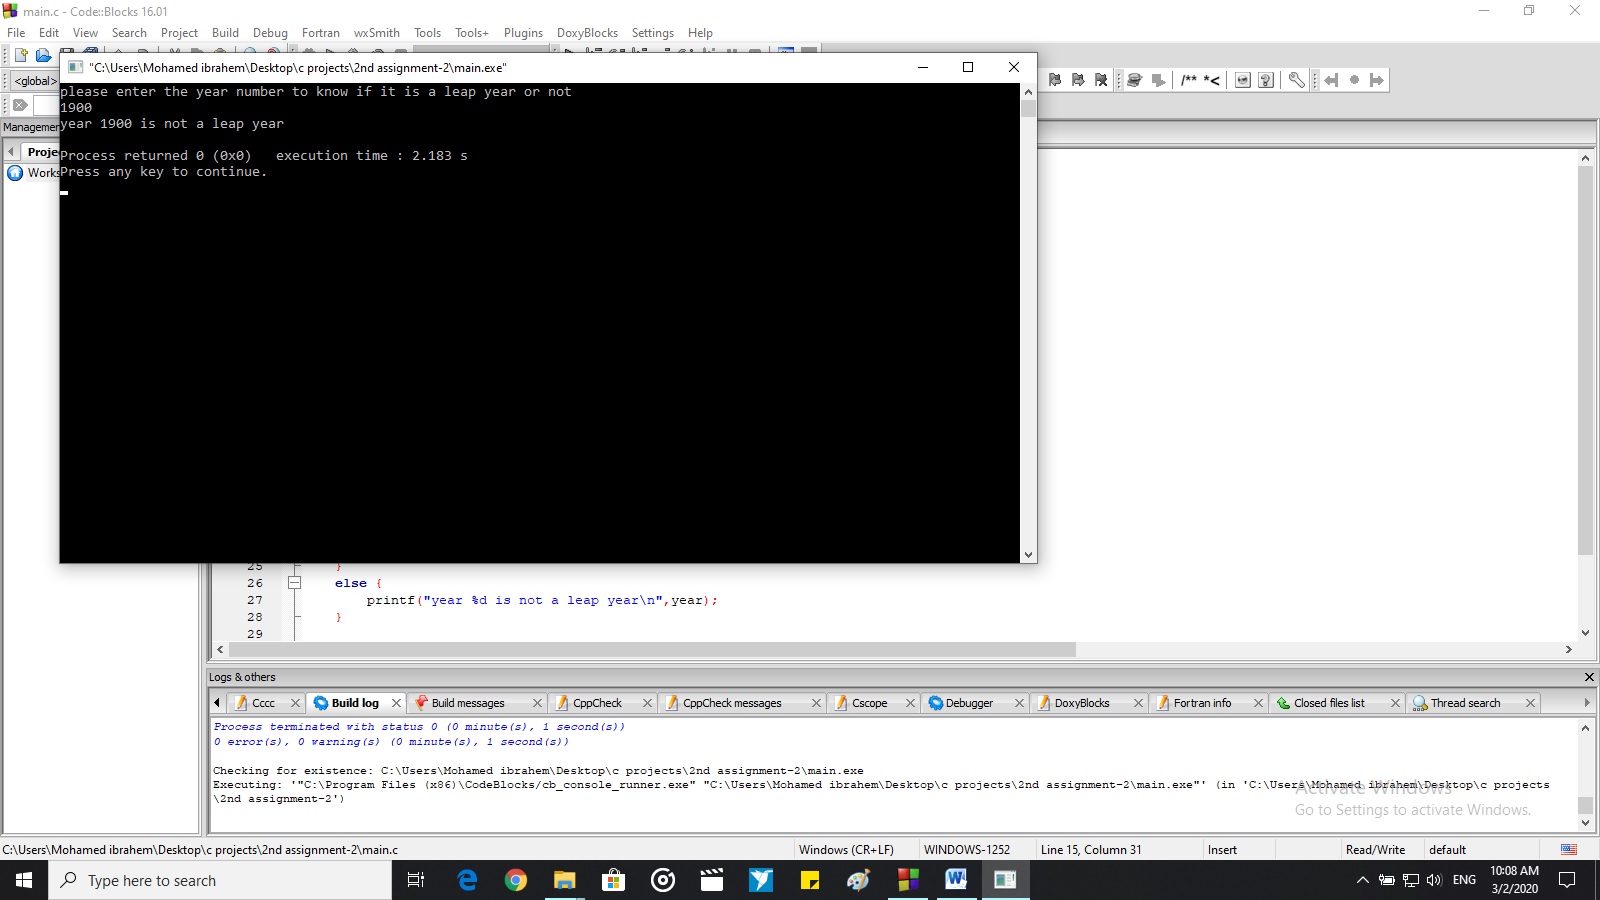 main.c - Code::Blocks 16.01
File Edit View Search Project Build Debug Fortran wxSmith Tools Tools+ Plugins DoxyBlocks Settings Help
"C:\Users\Mohamed ibrahem\Desktop\c projects\2nd assignment-2\main.exe"
<global>
/** *<
please enter the year number to know if it is a leap year or not
1900
year 1900 is not a leap year
Process returned 0 (0x0)   execution time : 2.183 s
Press any key to continue.
Management
Projec
Works
25 }
26 else {
27 printf("year %d is not a leap year\n",year);
28 }
29
Logs & others
Cccc Build log Build messages CppCheck CppCheck messages Cscope Debugger DoxyBlocks Fortran info Closed files list Thread search
Process terminated with status 0 (0 minute(s), 1 second(s))
0 error(s), 0 warning(s) (0 minute(s), 1 second(s))
Checking for existence: C:\Users\Mohamed ibrahem\Desktop\c projects\2nd assignment-2\main.exe
Executing: '"C:\Program Files (x86)\CodeBlocks/cb_console_runner.exe" "C:\Users\Mohamed ibrahem\Desktop\c projects\2nd assignment-2\main.exe"' (in 'C:\Users\Mohamed ibrahem\Desktop\c projects
\2nd assignment-2')
Activate Windows
Go to Settings to activate Windows.
C:\Users\Mohamed ibrahem\Desktop\c projects\2nd assignment-2\main.c Windows (CR+LF) WINDOWS-1252 Line 15, Column 31 Insert Read/Write default
Type here to search
ENG
10:08 AM
3/2/2020